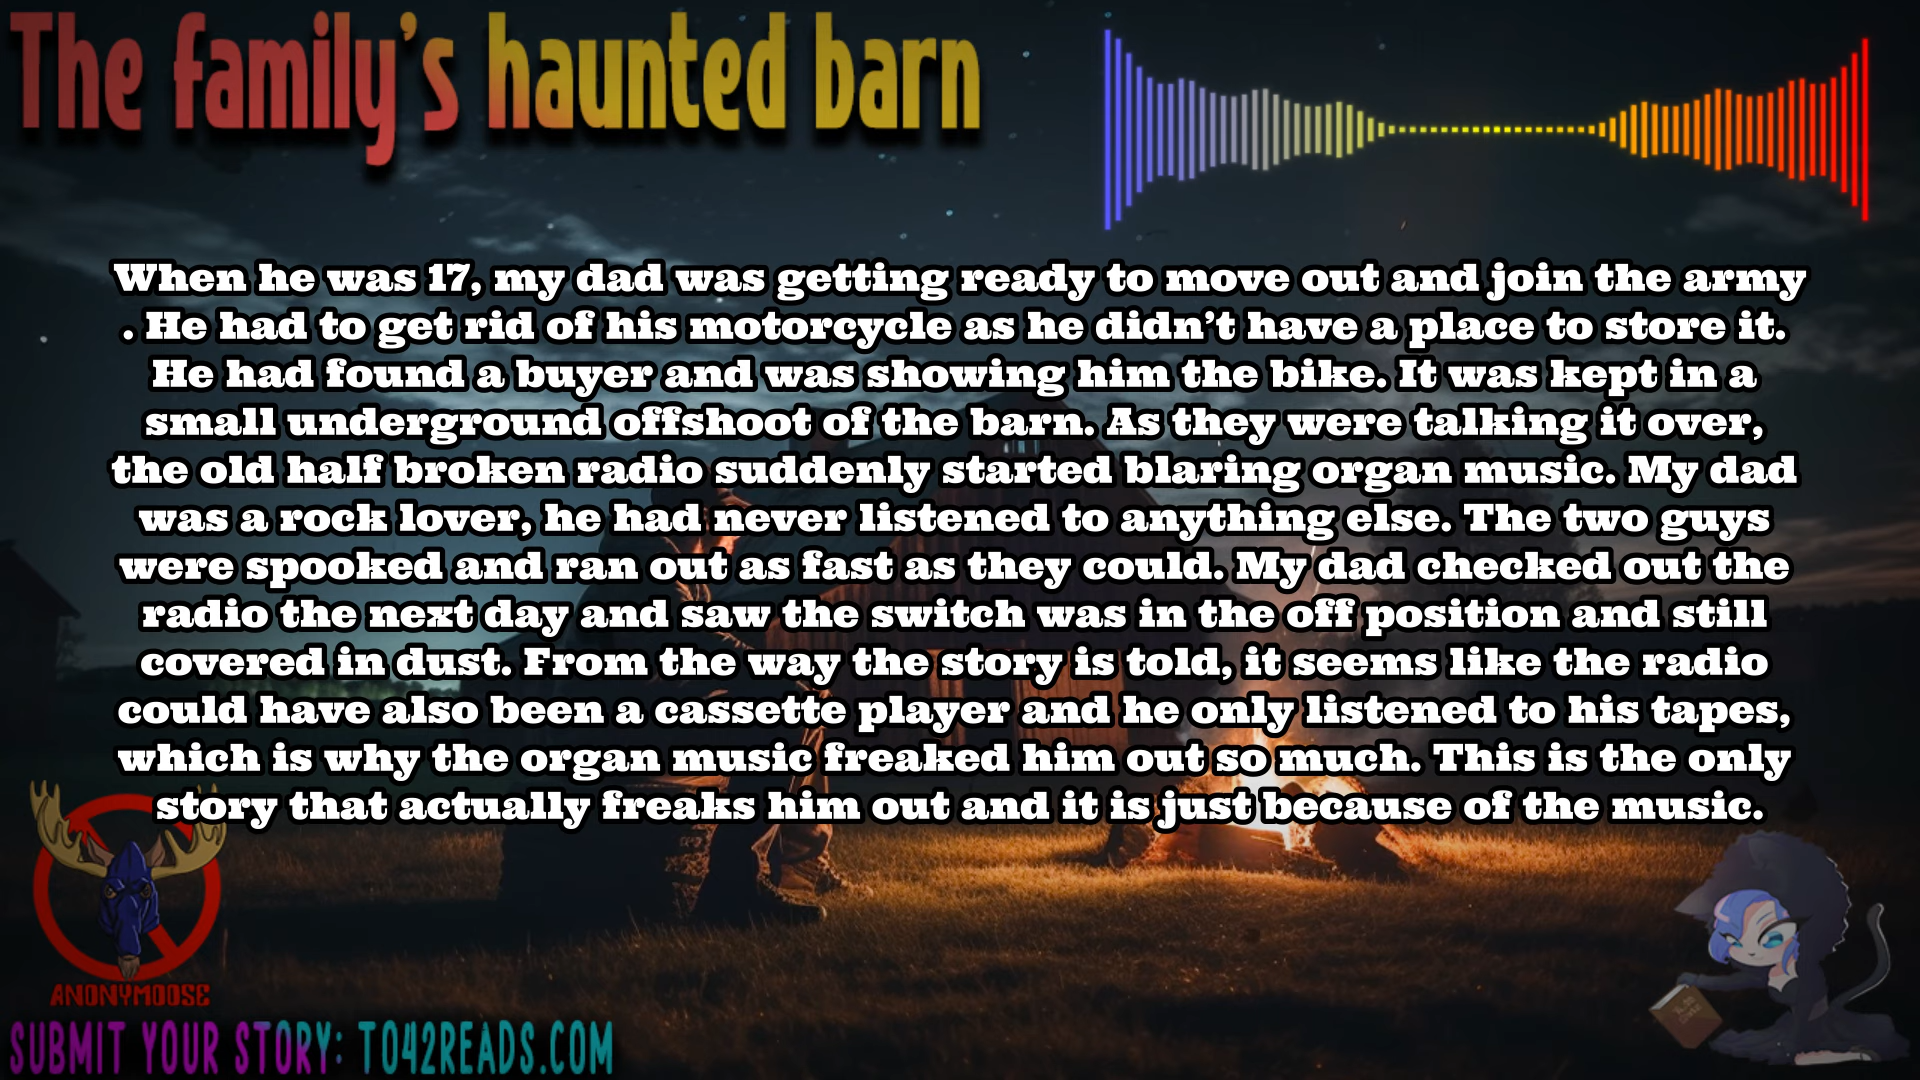 The family's haunted barn
When he was 17, my dad was getting ready to move out and join the army
. He had to get rid of his motorcycle as he didn't have a place to store it.
He had found a buyer and was showing him the bike. It was kept in a
small underground offshoot of the barn. As they were talking it over,
the old half broken radio suddenly started blaring organ music. My dad
was a rock lover, he had never listened to anything else. The two guys
were spooked and ran out as fast as they could. My dad checked out the
radio the next day and saw the switch was in the off position and still
covered in dust. From the way the story is told, it seems like the radio
could have also been a cassette player and he only listened to his tapes,
which is why the organ music freaked him out so much. This is the only
story that actually freaks him out and it is just because of the music.
ANONYMOOSE
SUBMIT YOUR STORY: TO42READS.COM